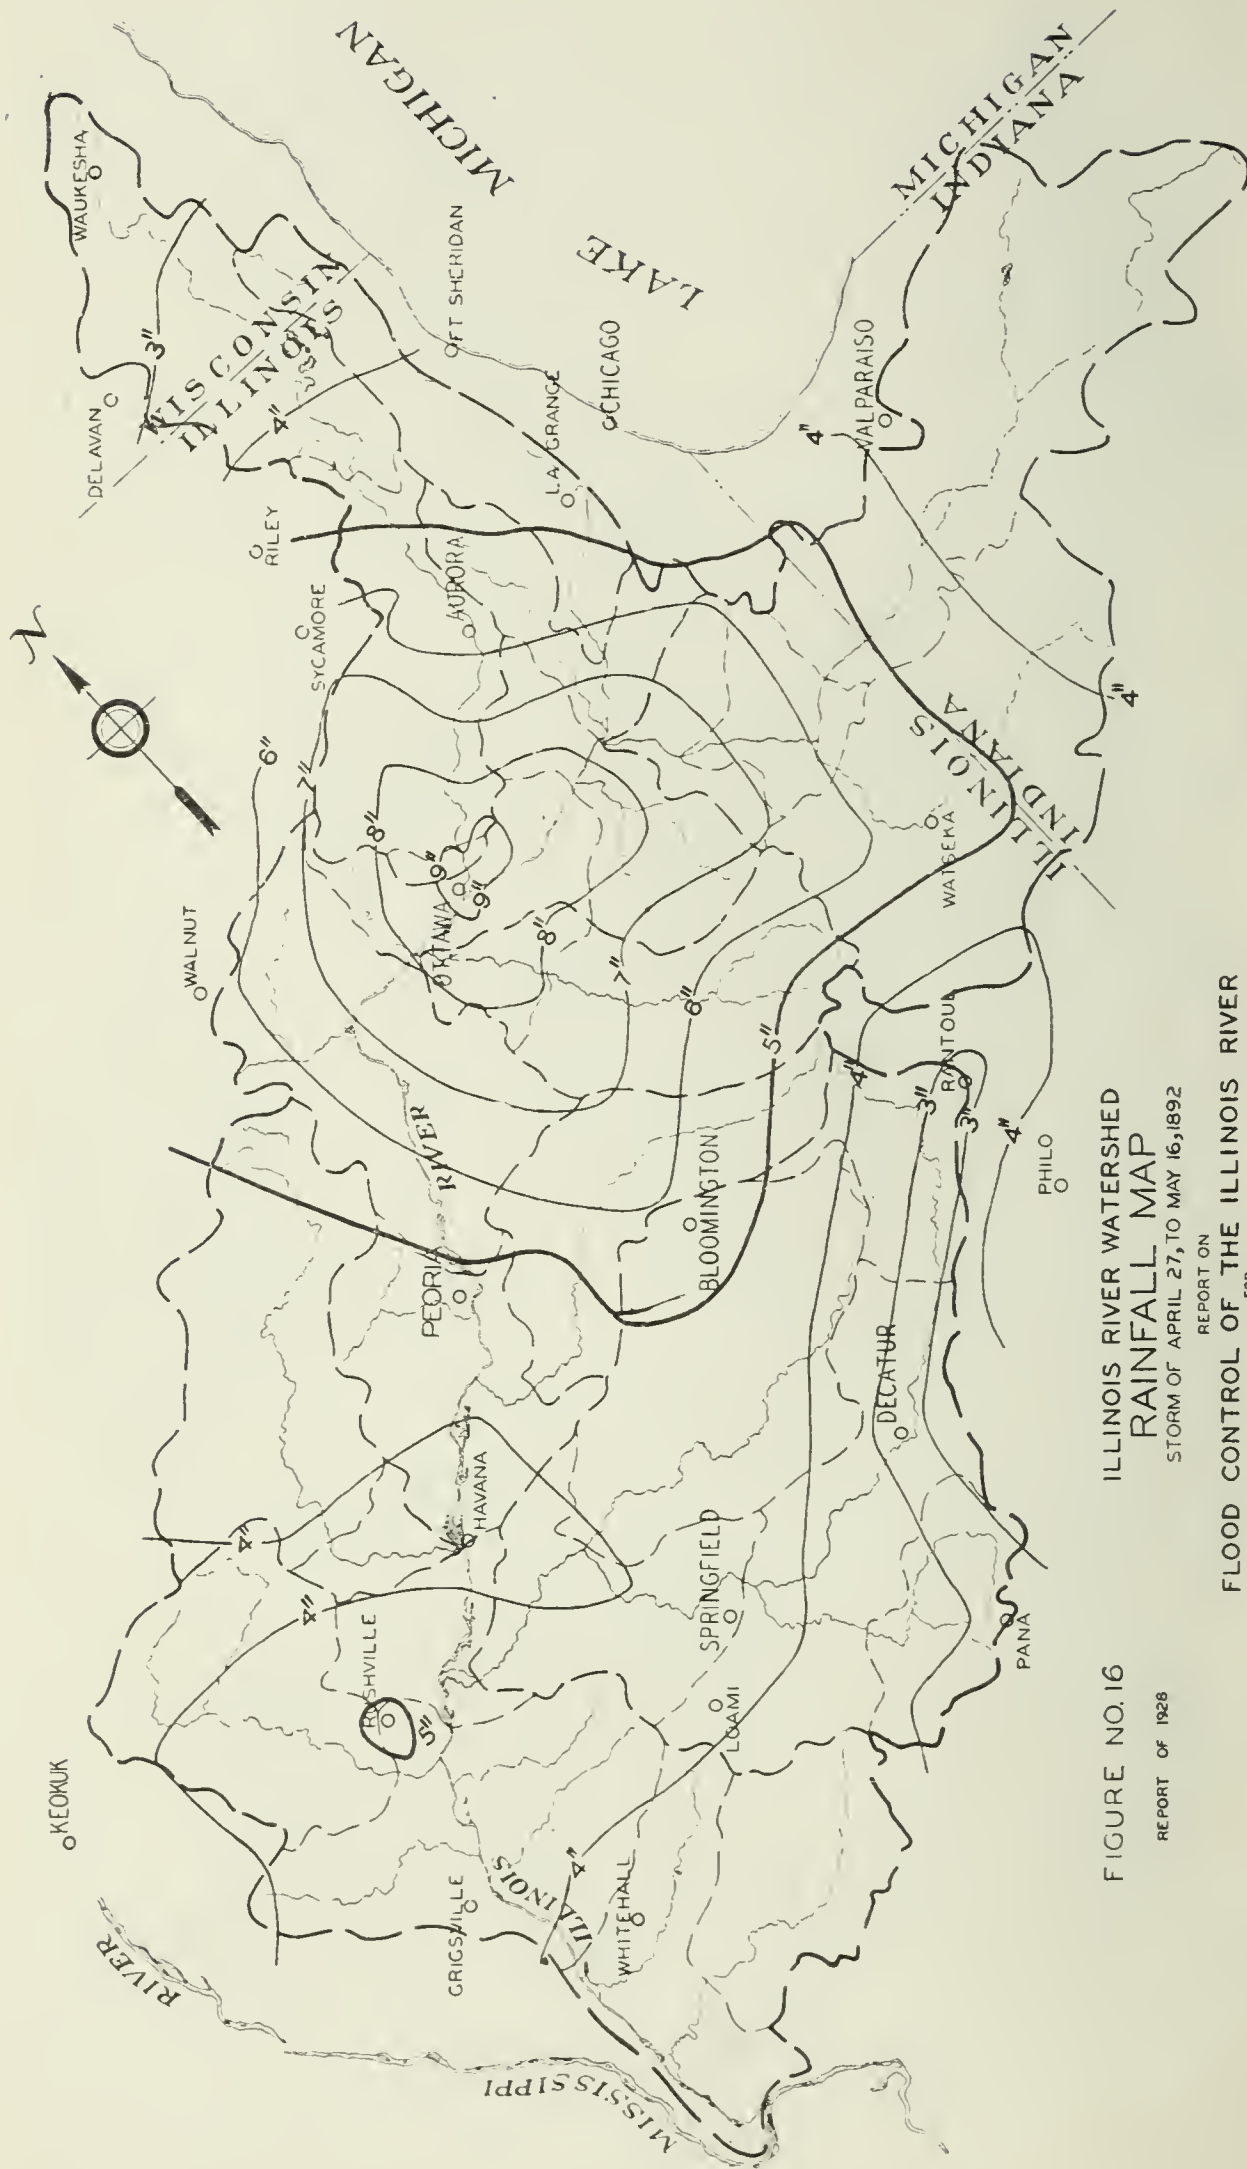 WAUKESHA
DELAVAN
3"
WISCONSIN
ILLINOIS
4"
FT SHERIDAN
LAKE
MICHIGAN
MICHIGAN
INDIANA
LA GRANGE
CHICAGO
VALPARAISO
4"
4"
RILEY
SYCAMORE
AURORA
N
6"
7"
8"
9"
9"
OTTAWA
8"
7"
6"
5"
WALNUT
WATSEKA
ILLINOIS
INDIANA
RANTOUL
4"
3"
3"
4"
PHILO
BLOOMINGTON
RIVER
PEORIA
DECATUR
HAVANA
4"
4"
SPRINGFIELD
RUSHVILLE
5"
LOAMI
PANA
KEOKUK
GRIGSVILLE
ILLINOIS
4"
WHITEHALL
RIVER
MISSISSIPPI
FIGURE NO. 16
REPORT OF 1928
ILLINOIS RIVER WATERSHED
RAINFALL MAP
STORM OF APRIL 27, TO MAY 16, 1892
REPORT ON
FLOOD CONTROL OF THE ILLINOIS RIVER
FOR